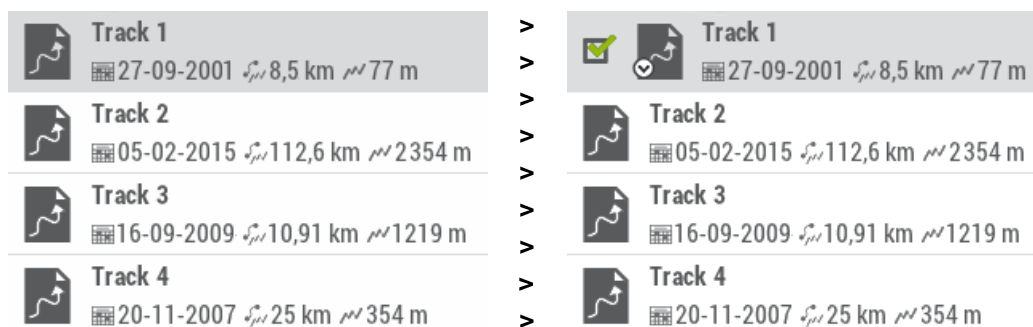 Track 1
27-09-2001 8,5 km 77 m
Track 2
05-02-2015 112,6 km 2354 m
Track 3
16-09-2009 10,91 km 1219 m
Track 4
20-11-2007 25 km 354 m
>
>
>
>
>
>
>
>
>
Track 1
27-09-2001 8,5 km 77 m
Track 2
05-02-2015 112,6 km 2354 m
Track 3
16-09-2009 10,91 km 1219 m
Track 4
20-11-2007 25 km 354 m